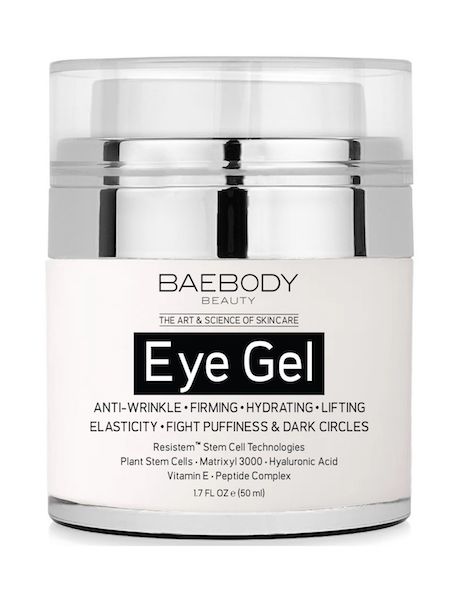 BAEBODY
BEAUTY
THE ART & SCIENCE OF SKINCARE
Eye Gel
ANTI-WRINKLE • FIRMING • HYDRATING • LIFTING
ELASTICITY • FIGHT PUFFINESS & DARK CIRCLES
Resistem™ Stem Cell Technologies
Plant Stem Cells • Matrixyl 3000 • Hyaluronic Acid
Vitamin E • Peptide Complex
1.7 FL OZ e (50 ml)